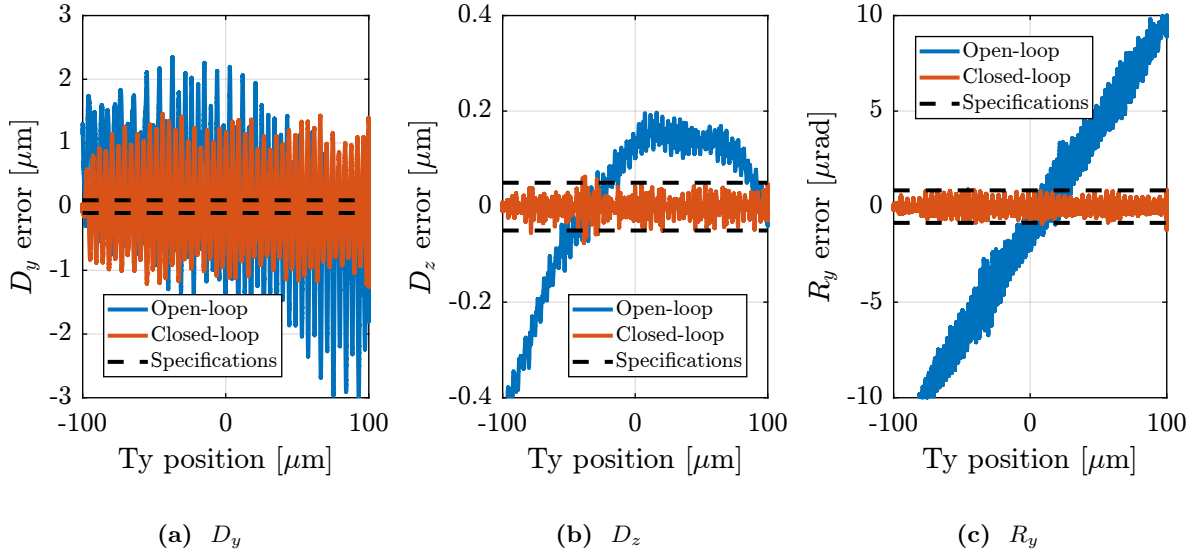 3
2
1
0
-1
-2
-3
-100
0
100
D_y error [μm]
Ty position [μm]
Open-loop
Closed-loop
Specifications
(a) D_y
0.4
0.2
0
-0.2
-0.4
-100
0
100
D_z error [μm]
Ty position [μm]
Open-loop
Closed-loop
Specifications
(b) D_z
10
5
0
-5
-10
-100
0
100
R_y error [μrad]
Ty position [μm]
Open-loop
Closed-loop
Specifications
(c) R_y